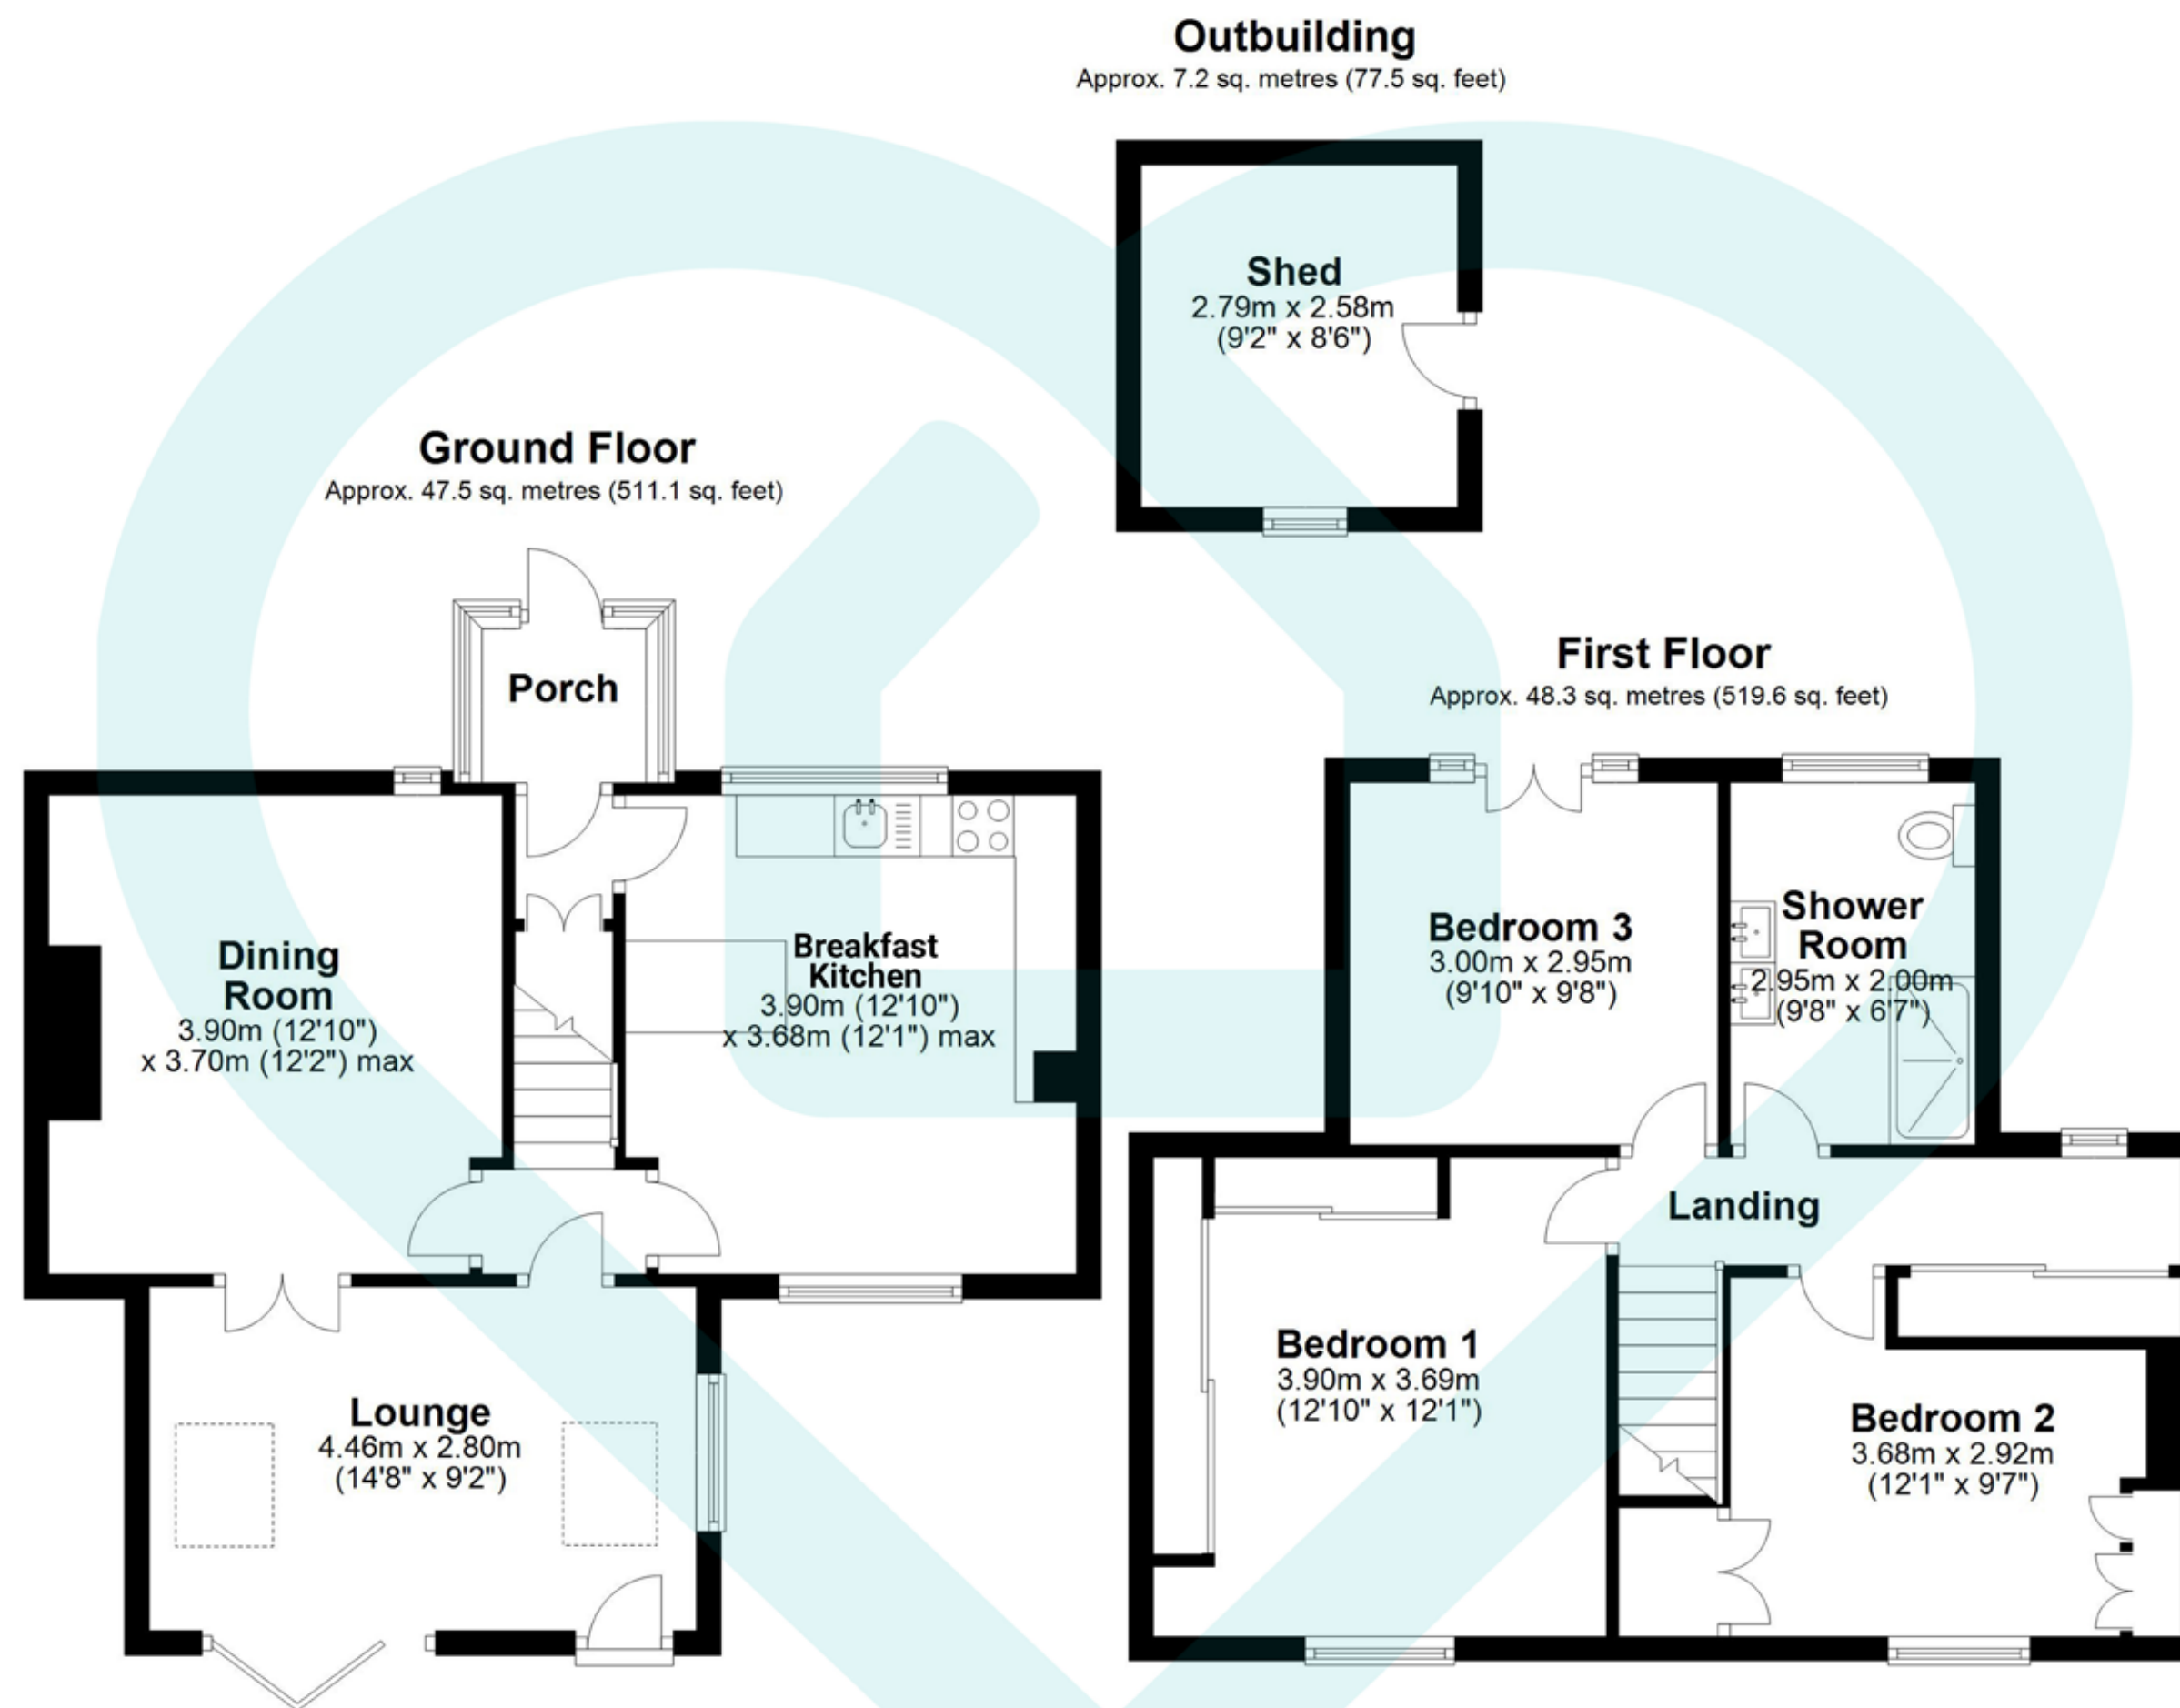 Outbuilding
Approx. 7.2 sq. metres (77.5 sq. feet)
Shed
2.79m x 2.58m
(9'2" x 8'6")
Ground Floor
Approx. 47.5 sq. metres (511.1 sq. feet)
Porch
Dining
Room
3.90m (12'10")
x 3.70m (12'2") max
Breakfast
Kitchen
3.90m (12'10")
x 3.68m (12'1") max
Lounge
4.46m x 2.80m
(14'8" x 9'2")
First Floor
Approx. 48.3 sq. metres (519.6 sq. feet)
Bedroom 3
3.00m x 2.95m
(9'10" x 9'8")
Shower
Room
2.95m x 2.00m
(9'8" x 6'7")
Landing
Bedroom 1
3.90m x 3.69m
(12'10" x 12'1")
Bedroom 2
3.68m x 2.92m
(12'1" x 9'7")